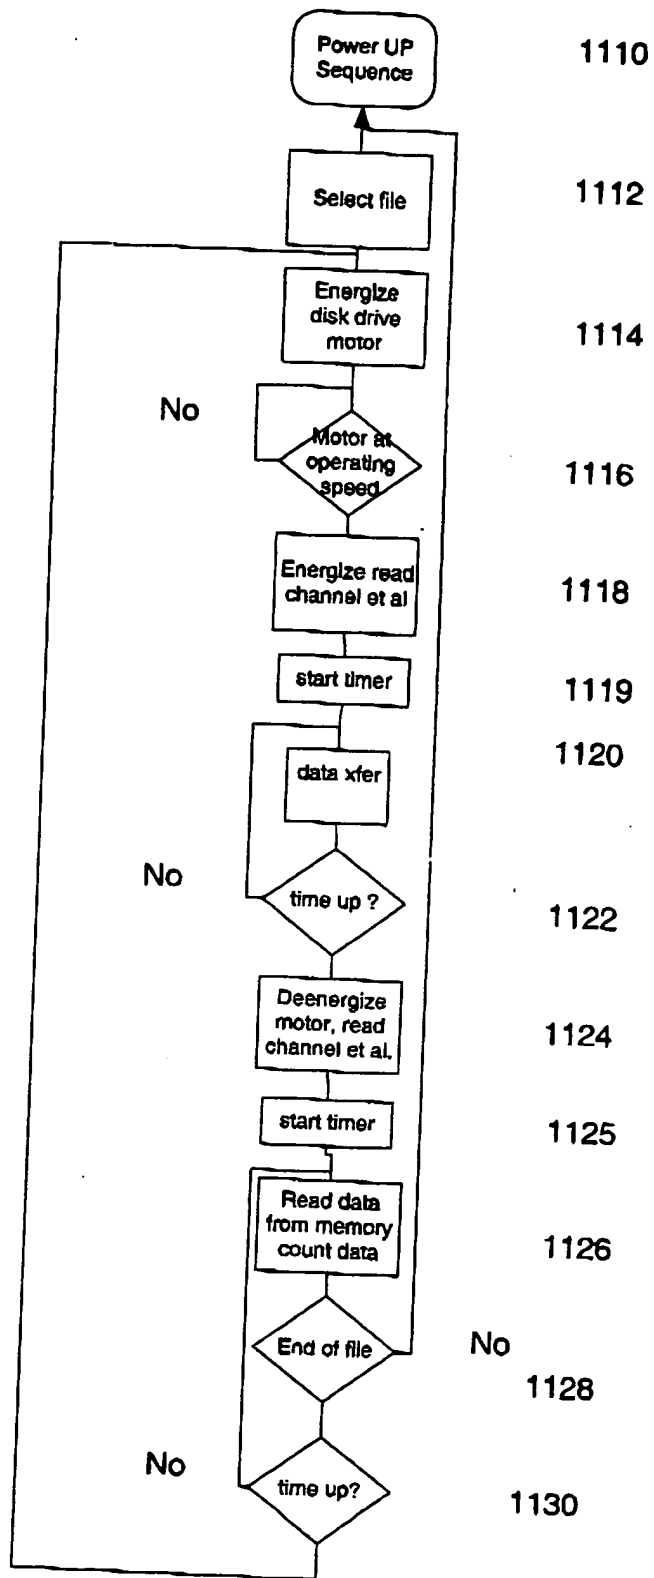 Power UP
Sequence
1110
Select file
1112
Energize
disk drive
motor
1114
No
Motor at
operating
speed
1116
Energize read
channel et al
1118
start timer
1119
data xfer
1120
No
time up ?
1122
Deenergize
motor, read
channel et al.
1124
start timer
1125
Read data
from memory
count data
1126
End of file
No
1128
No
time up?
1130